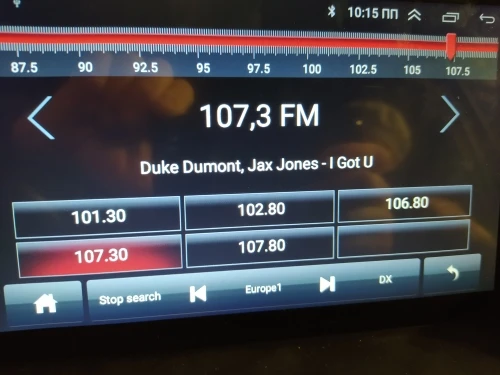 10:15 ПП
87.5 90 92.5 95 97.5 100 102.5 105 107.5
107,3 FM
Duke Dumont, Jax Jones - I Got U
101.30 102.80 106.80
107.30 107.80
Stop search Europe1 DX